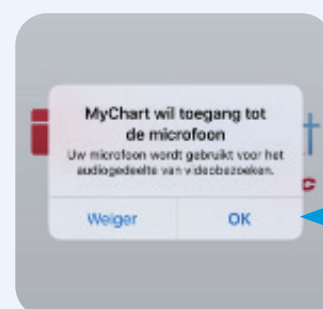 MyChart wil toegang tot
de microfoon
Uw microfoon wordt gebruikt voor het
audiogedeelte van videobezoeken.
Weiger OK
t
c